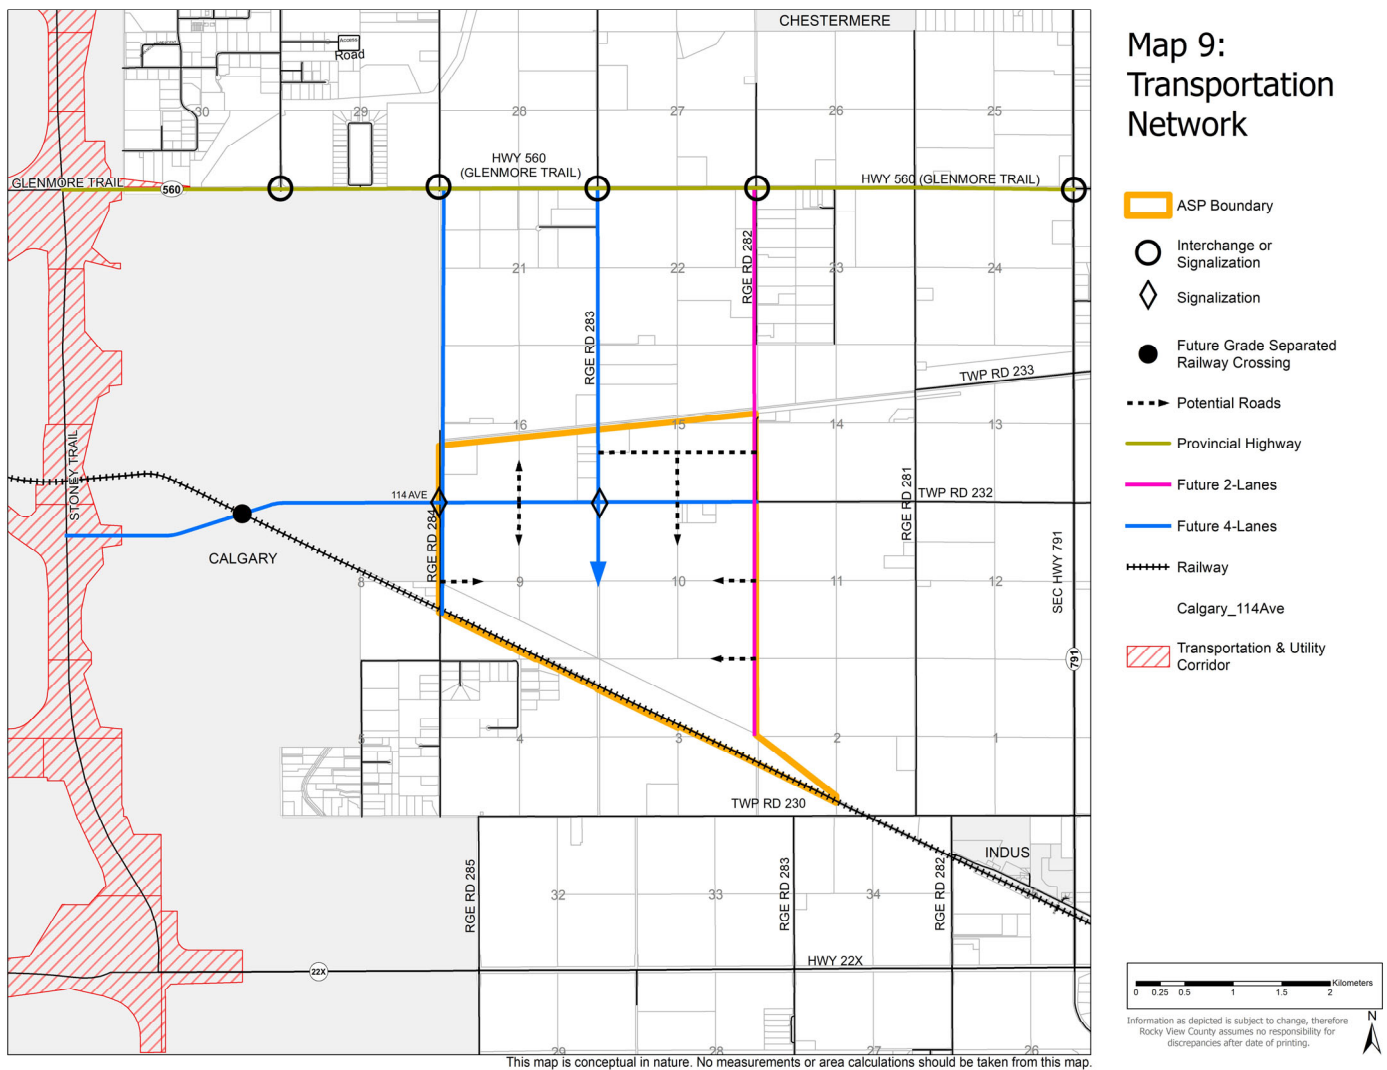 CHESTERMERE
Access
Road
30
29
28
27
26
25
HWY 560
(GLENMORE TRAIL)
GLENMORE TRAIL
560
HWY 560 (GLENMORE TRAIL)
RGE RD 282
21
22
23
24
RGE RD 283
TWP RD 233
16
15
14
13
STONEY TRAIL
114 AVE
TWP RD 232
RGE RD 281
RGE RD 284
SEC HWY 791
CALGARY
8
9
10
11
12
791
5
4
3
2
1
TWP RD 230
INDUS
RGE RD 285
RGE RD 283
RGE RD 282
32
33
34
HWY 22X
22X
29
28
27
26
This map is conceptual in nature. No measurements or area calculations should be taken from this map.
Map 9:
Transportation
Network
ASP Boundary
Interchange or
Signalization
Signalization
Future Grade Separated
Railway Crossing
Potential Roads
Provincial Highway
Future 2-Lanes
Future 4-Lanes
Railway
Calgary_114Ave
Transportation & Utility
Corridor
Kilometers
0 0.25 0.5 1 1.5 2
Information as depicted is subject to change, therefore
Rocky View County assumes no responsibility for
discrepancies after date of printing.
N